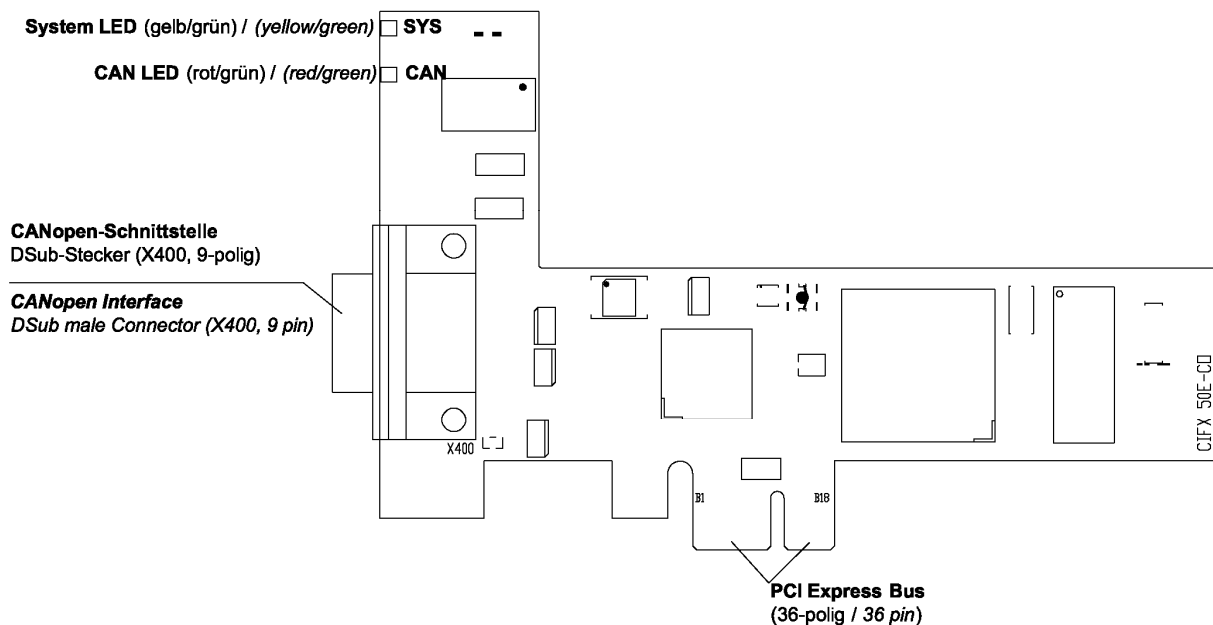 System LED (gelb/grün) / (yellow/green) SYS
CAN LED (rot/grün) / (red/green) CAN
CANopen-Schnittstelle
DSub-Stecker (X400, 9-polig)
CANopen Interface
DSub male Connector (X400, 9 pin)
X400
CIFX 50E-CO
B1
B18
PCI Express Bus
(36-polig / 36 pin)